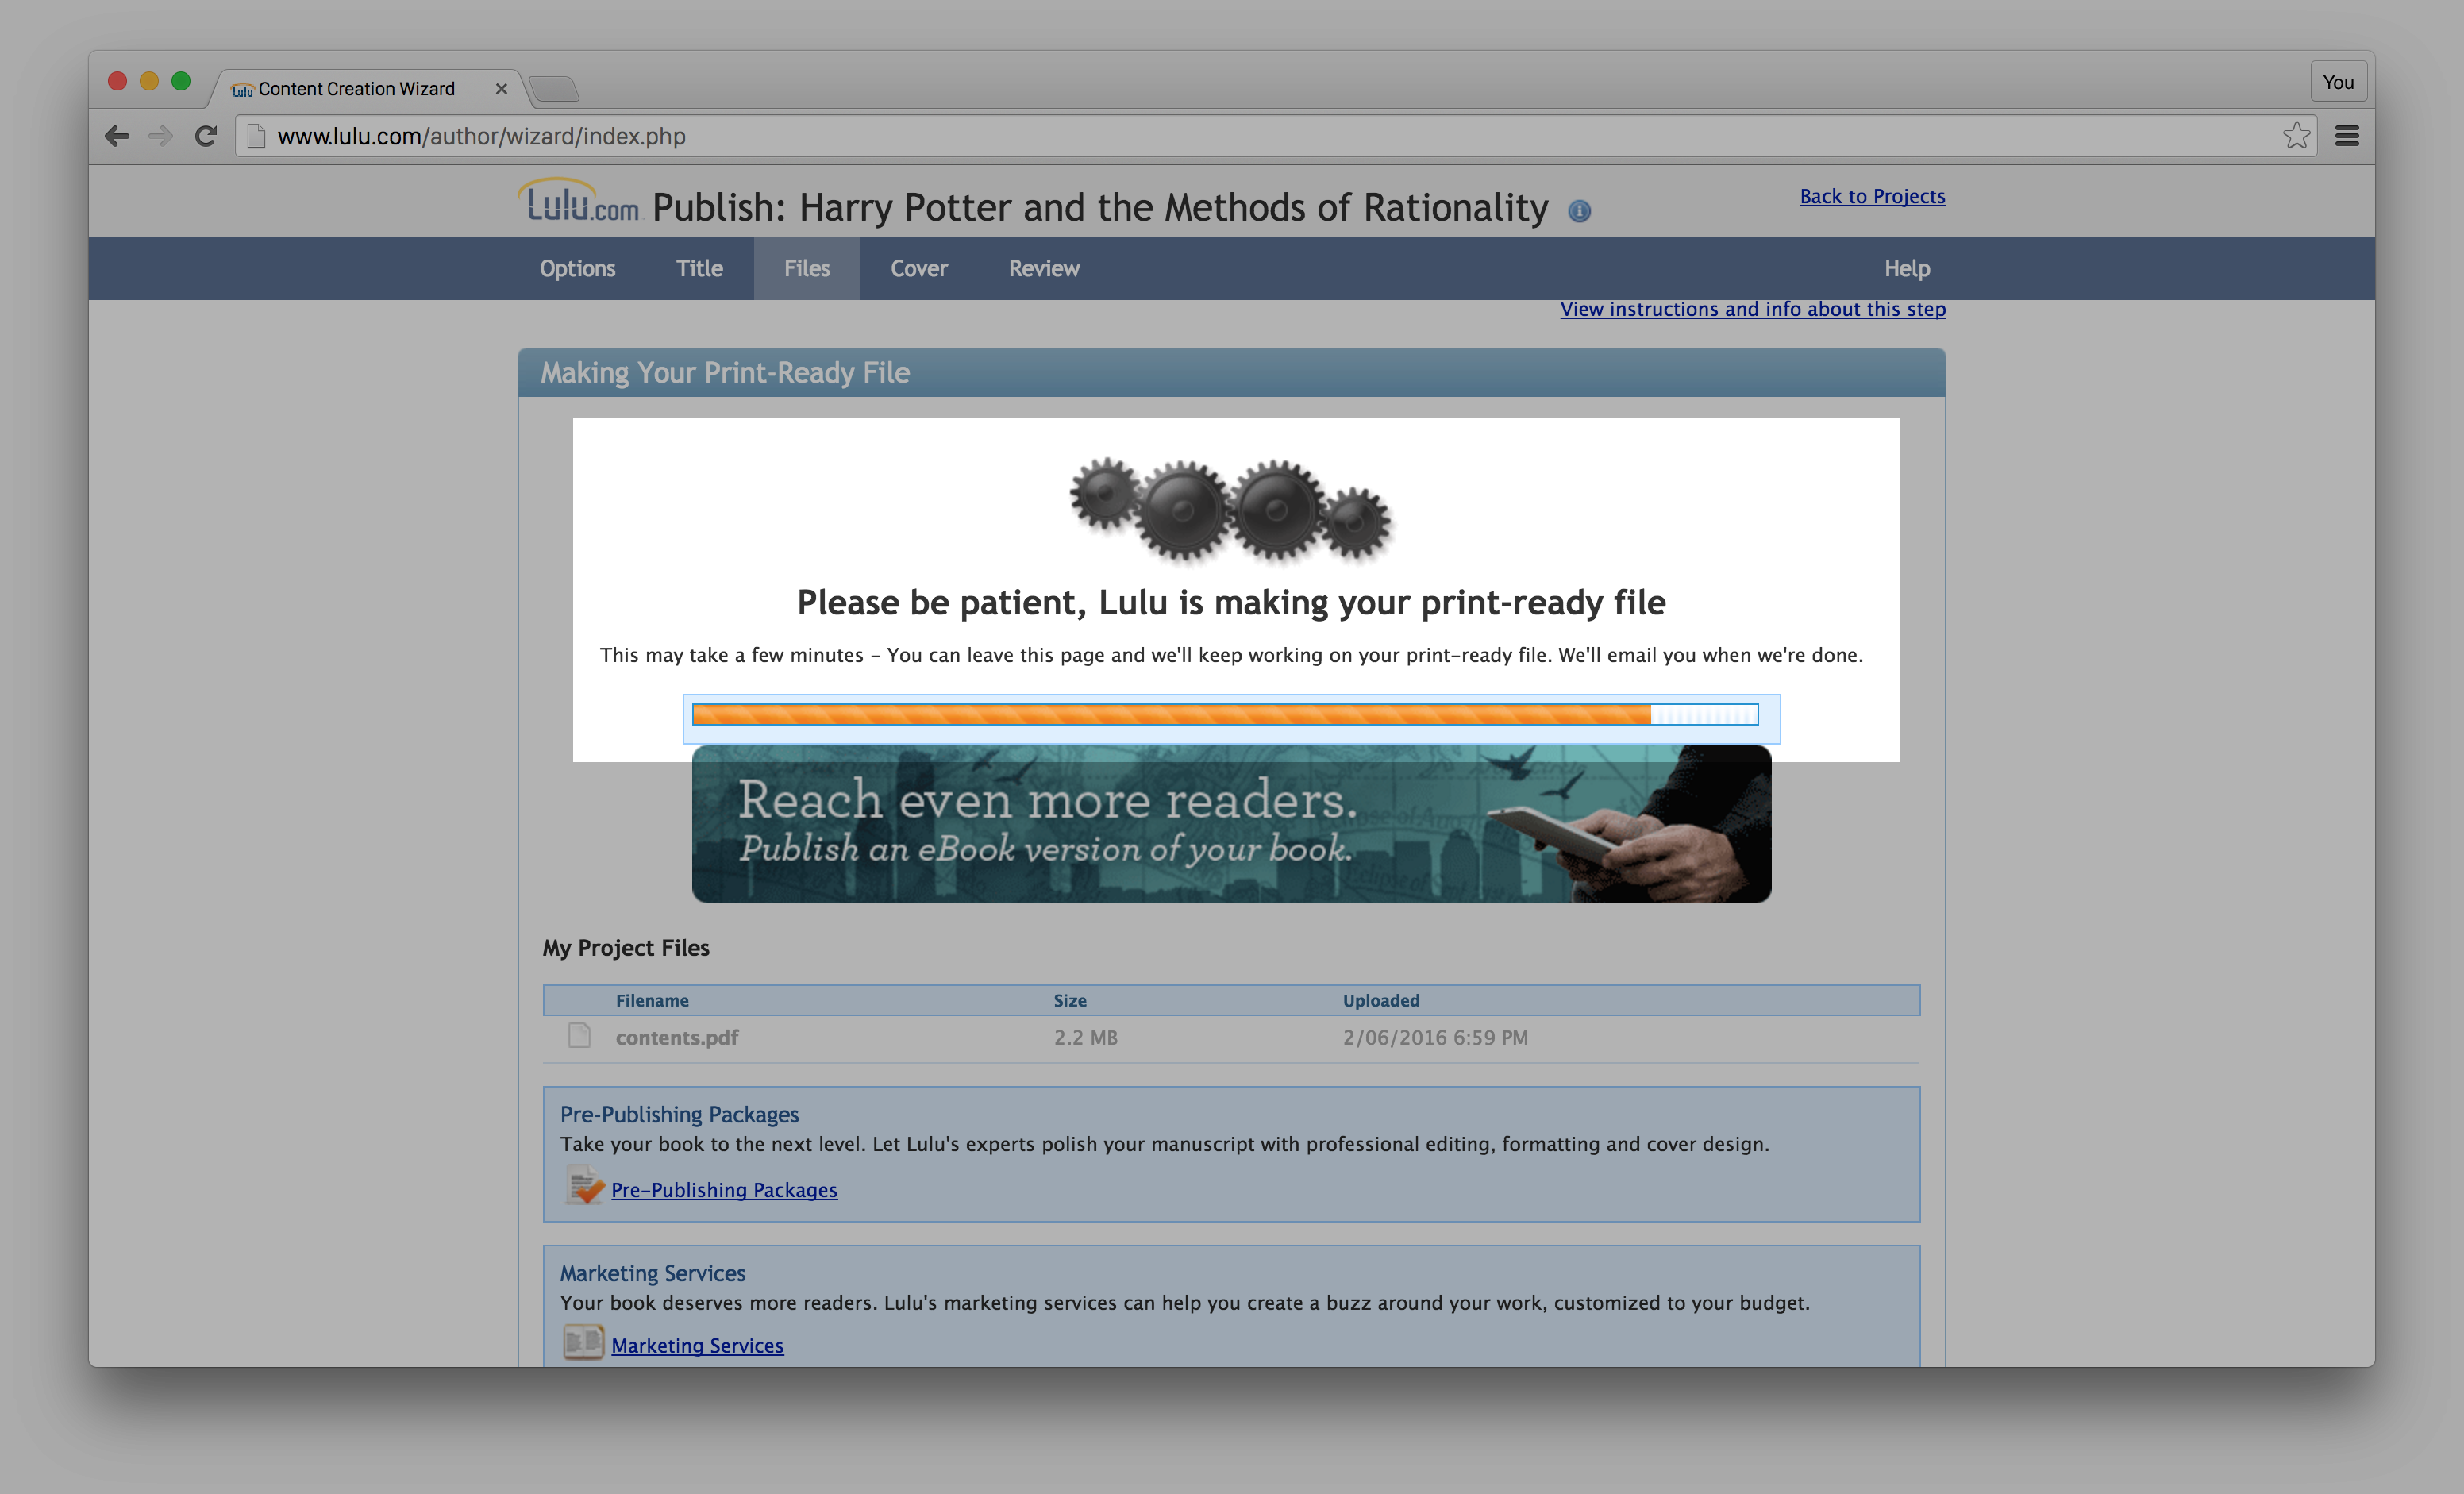 Content Creation Wizard
You
www.lulu.com/author/wizard/index.php
Lulu.com Publish: Harry Potter and the Methods of Rationality
Back to Projects
Options Title Files Cover Review Help
View instructions and info about this step
Making Your Print-Ready File
Please be patient, Lulu is making your print-ready file
This may take a few minutes - You can leave this page and we'll keep working on your print-ready file. We'll email you when we're done.
Reach even more readers.
Publish an eBook version of your book.
My Project Files
Filename Size Uploaded
contents.pdf 2.2 MB 2/06/2016 6:59 PM
Pre-Publishing Packages
Take your book to the next level. Let Lulu's experts polish your manuscript with professional editing, formatting and cover design.
Pre-Publishing Packages
Marketing Services
Your book deserves more readers. Lulu's marketing services can help you create a buzz around your work, customized to your budget.
Marketing Services